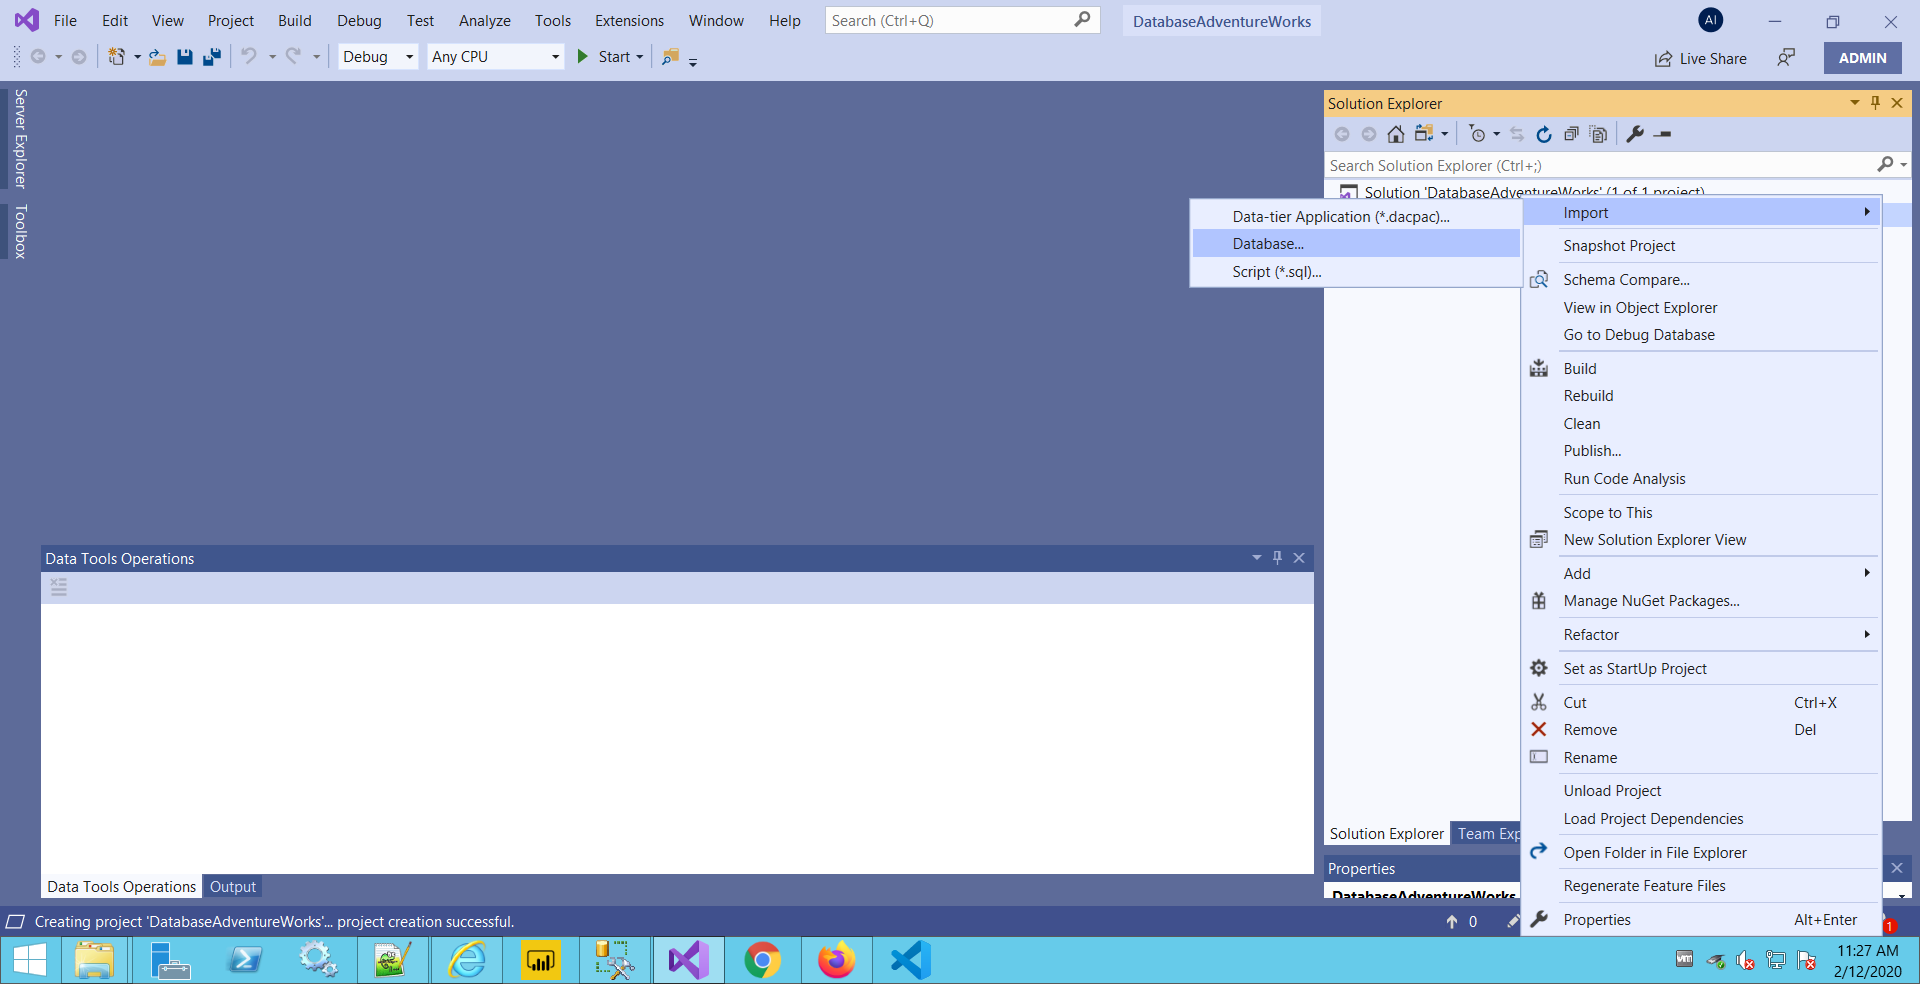 File Edit View Project Build Debug Test Analyze Tools Extensions Window Help Search (Ctrl+Q) DatabaseAdventureWorks AI
Debug Any CPU Start Live Share ADMIN
Server Explorer
Toolbox
Solution Explorer
Search Solution Explorer (Ctrl+;)
Solution 'DatabaseAdventureWorks' (1 of 1 project)
Data-tier Application (*.dacpac)...
Database...
Script (*.sql)...
Import
Snapshot Project
Schema Compare...
View in Object Explorer
Go to Debug Database
Build
Rebuild
Clean
Publish...
Run Code Analysis
Scope to This
New Solution Explorer View
Add
Manage NuGet Packages...
Refactor
Set as StartUp Project
Cut Ctrl+X
Remove Del
Rename
Unload Project
Load Project Dependencies
Open Folder in File Explorer
Regenerate Feature Files
Properties Alt+Enter
Data Tools Operations
Data Tools Operations Output
Solution Explorer Team Exp
Properties
DatabaseAdventureWorks
Creating project 'DatabaseAdventureWorks'... project creation successful. 0 1
11:27 AM
2/12/2020